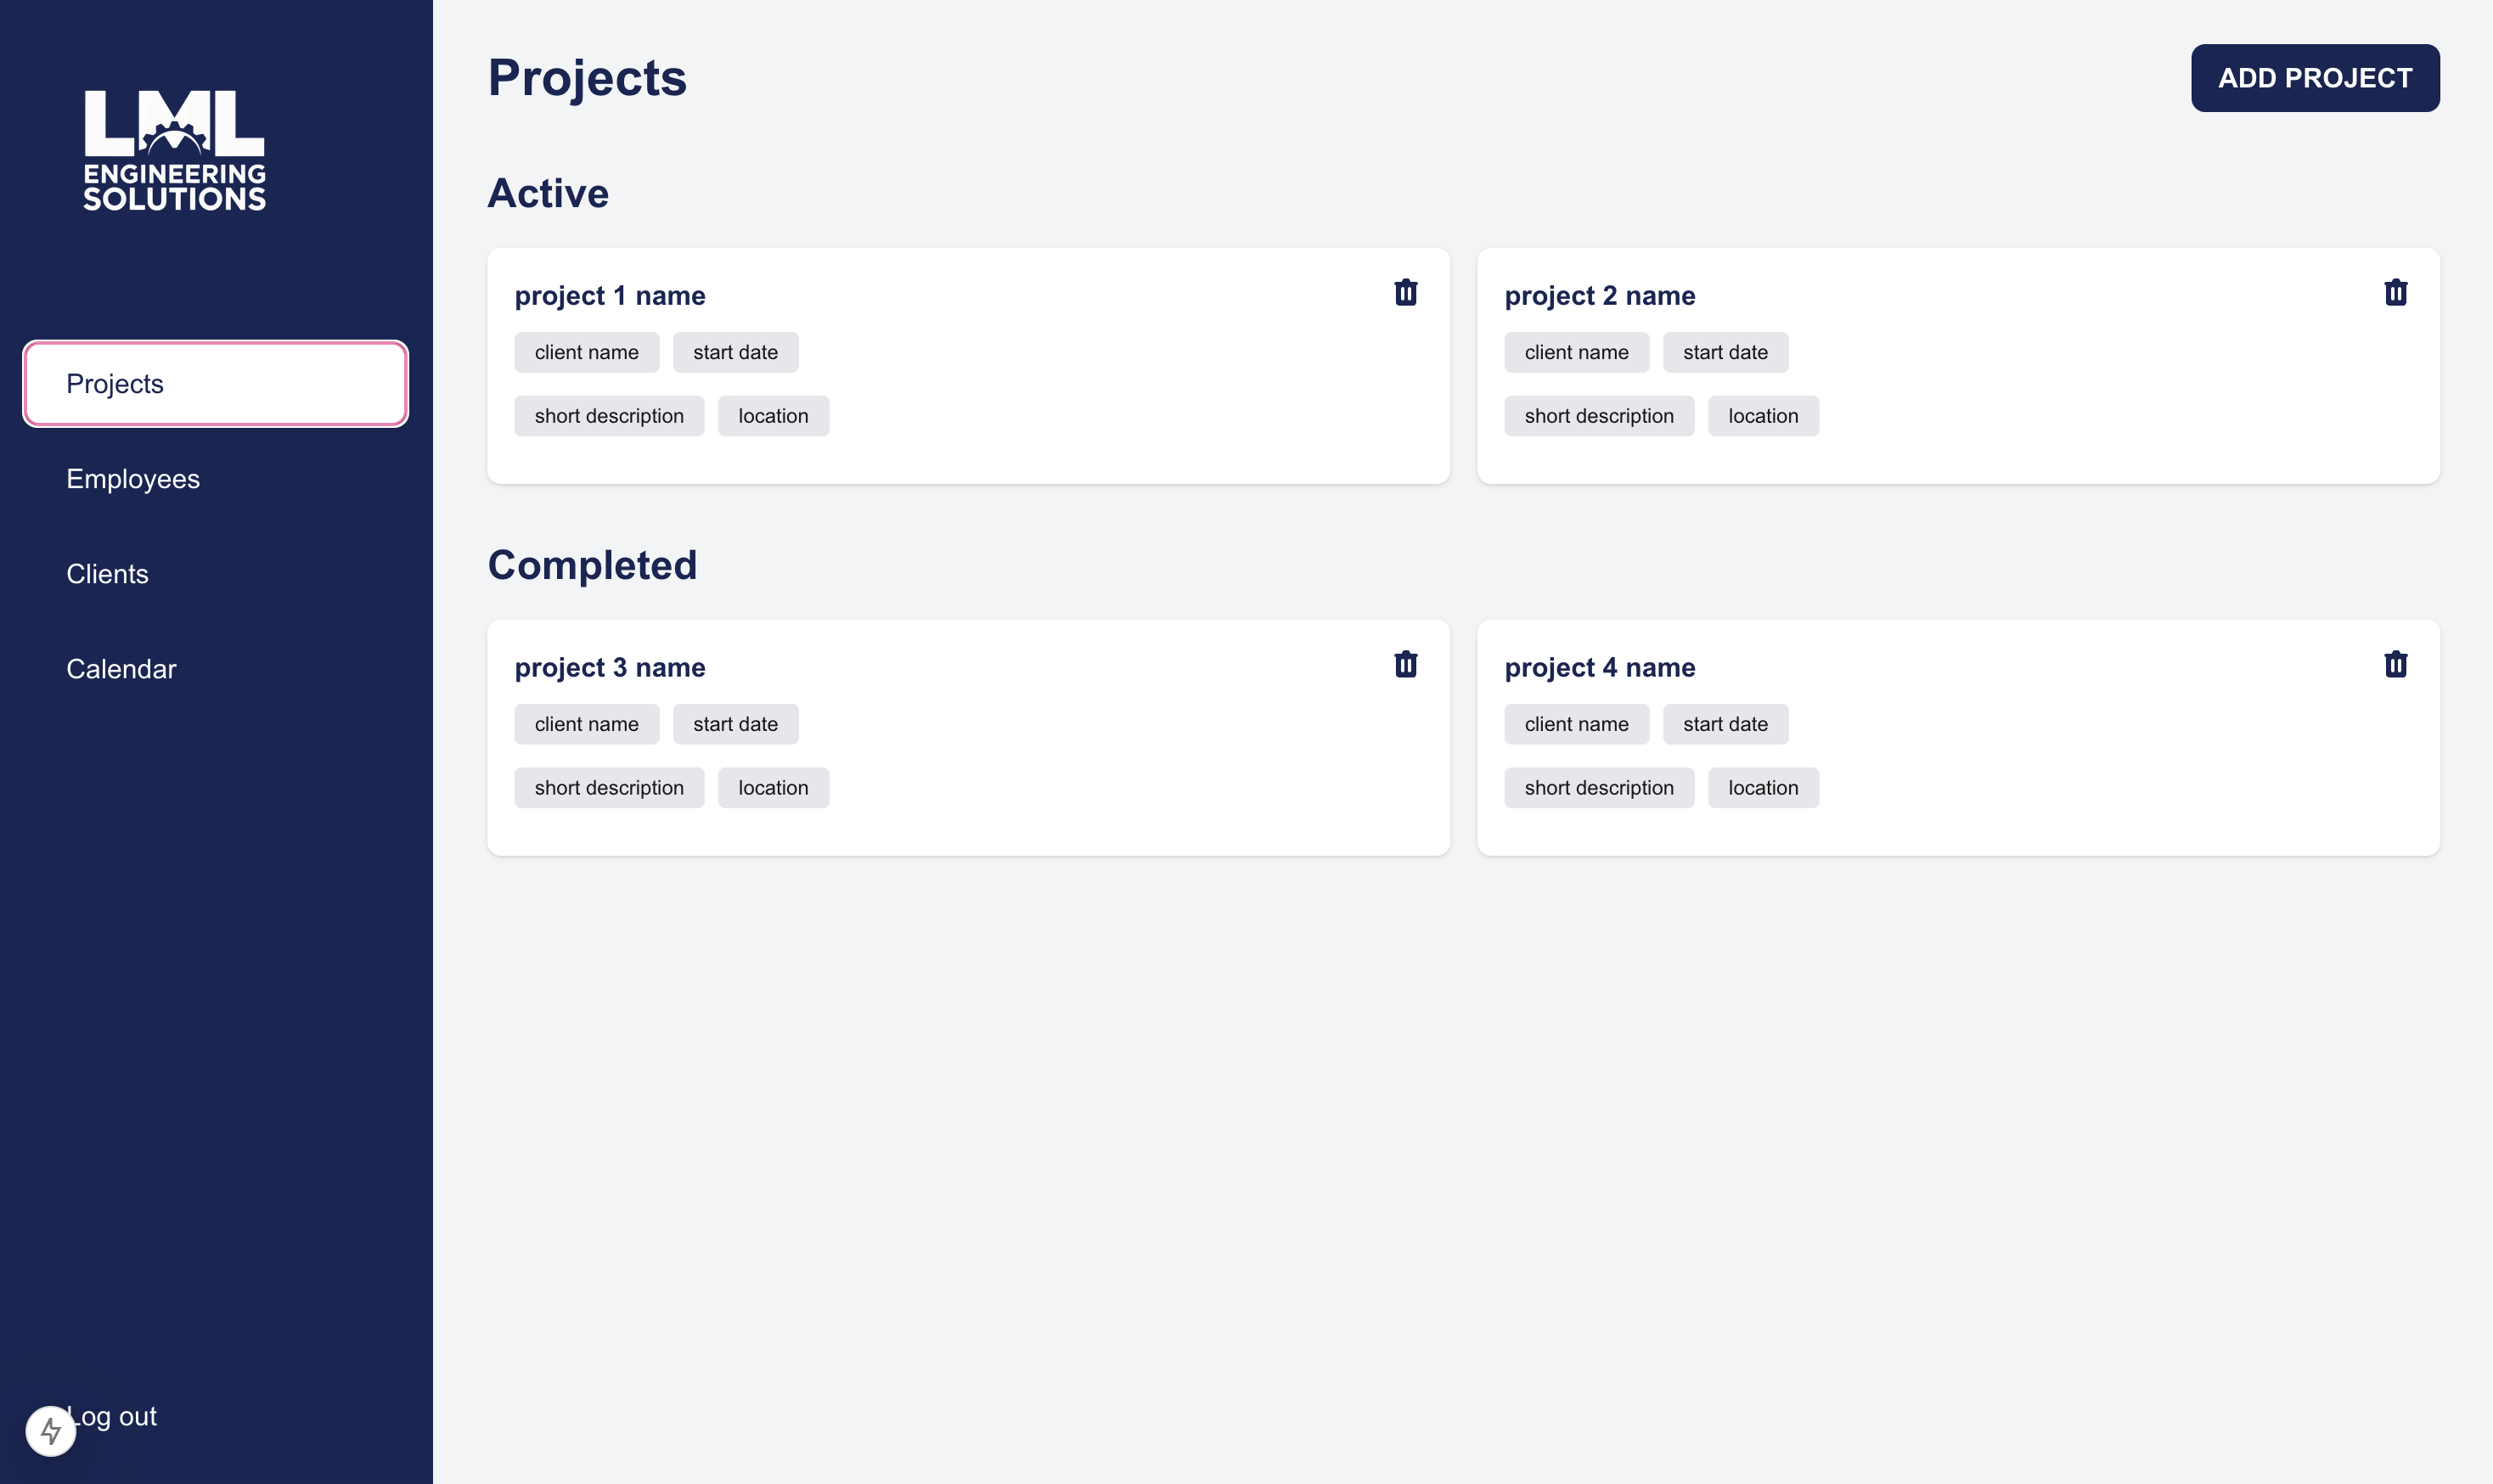 LML
ENGINEERING
SOLUTIONS
Projects
Employees
Clients
Calendar
Log out
Projects
ADD PROJECT
Active
project 1 name
client name
start date
short description
location
project 2 name
client name
start date
short description
location
Completed
project 3 name
client name
start date
short description
location
project 4 name
client name
start date
short description
location